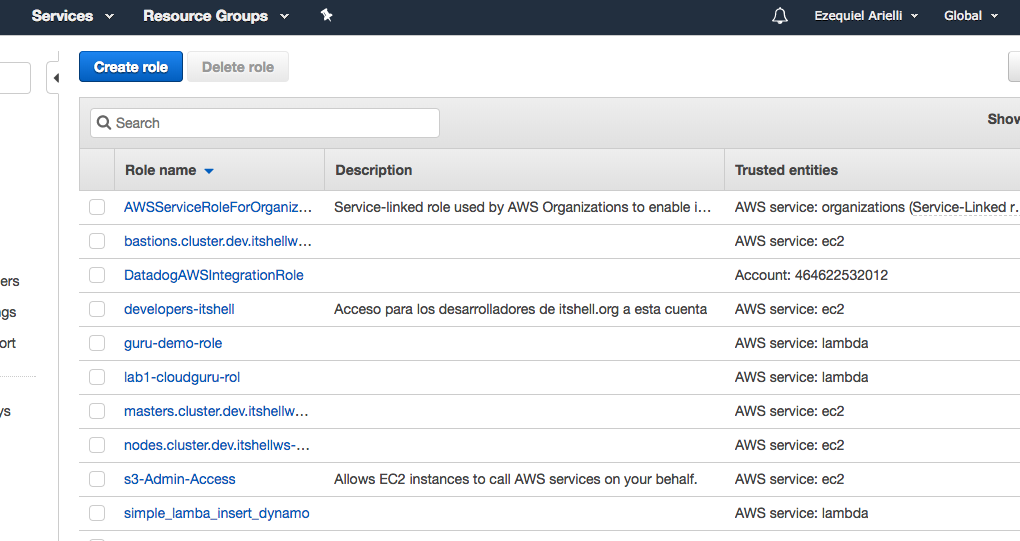 Services Resource Groups Ezequiel Arielli Global
Create role Delete role
Search Show
Role name Description Trusted entities
AWSServiceRoleForOrganiz... Service-linked role used by AWS Organizations to enable i... AWS service: organizations (Service-Linked r...
bastions.cluster.dev.itshellw... AWS service: ec2
ers DatadogAWSIntegrationRole Account: 464622532012
ngs developers-itshell Acceso para los desarrolladores de itshell.org a esta cuenta AWS service: ec2
ort guru-demo-role AWS service: lambda
lab1-cloudguru-rol AWS service: lambda
ys masters.cluster.dev.itshellw... AWS service: ec2
nodes.cluster.dev.itshellws-... AWS service: ec2
s3-Admin-Access Allows EC2 instances to call AWS services on your behalf. AWS service: ec2
simple_lamba_insert_dynamo AWS service: lambda